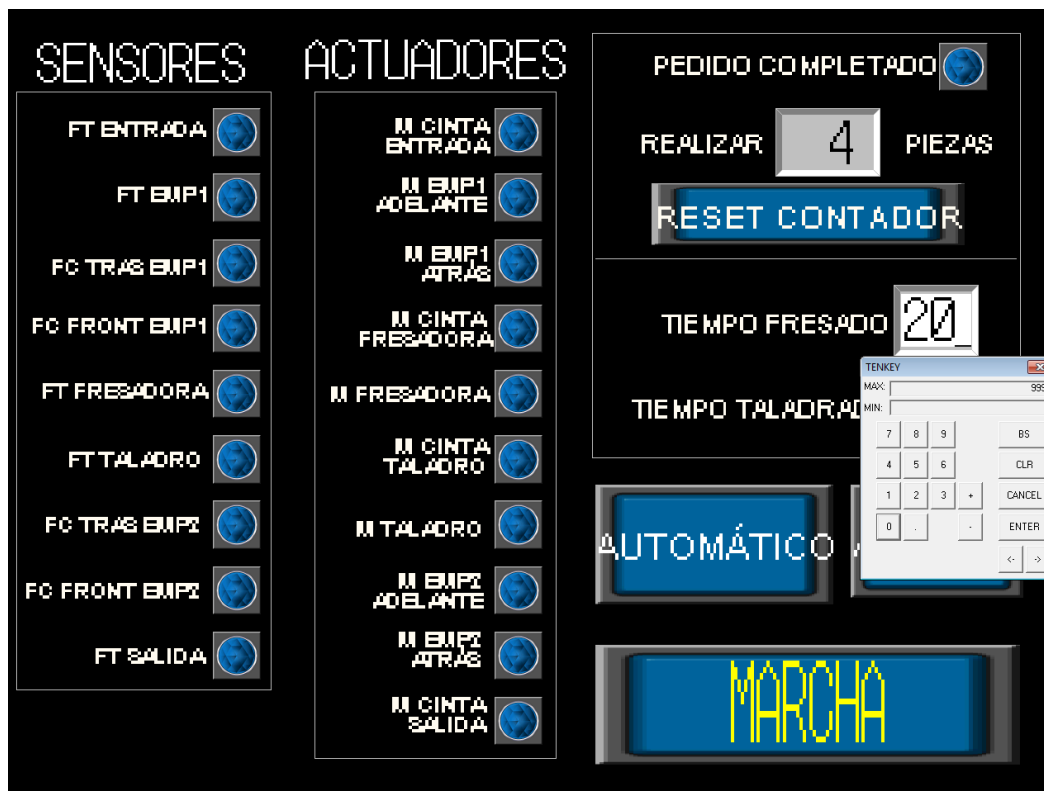 SENSORES
FT ENTRADA
FT EMP1
FC TRAS EMP1
FC FRONT EMP1
FT FRESADORA
FT TALADRO
FC TRAS EMP2
FC FRONT EMP2
FT SALIDA
ACTUADORES
M CINTA
ENTRADA
M EMP1
ADELANTE
M EMP1
ATRÁS
M CINTA
FRESADORA
M FRESADORA
M CINTA
TALADRO
M TALADRO
M EMP2
ADELANTE
M EMP2
ATRÁS
M CINTA
SALIDA
PEDIDO COMPLETADO
REALIZAR 4 PIEZAS
RESET CONTADOR
TIEMPO FRESADO 20_
TIEMPO TALADRAD
TENKEY
MAX: 999
MIN:
7 8 9 BS
4 5 6 CLR
1 2 3 + CANCEL
0 . - ENTER
<- ->
AUTOMÁTICO
MARCHA